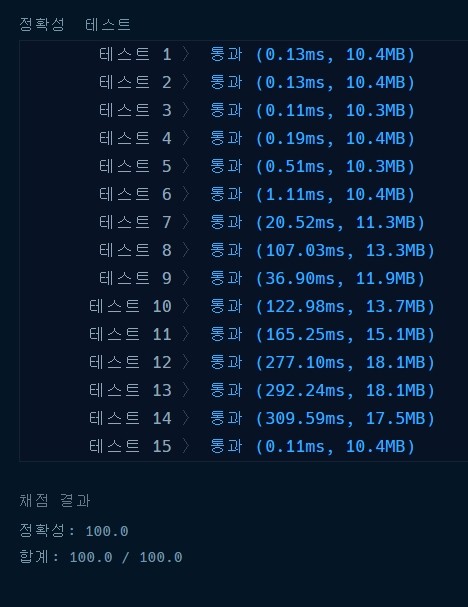 정확성 테스트
테스트 1 〉 통과 (0.13ms, 10.4MB)
테스트 2 〉 통과 (0.13ms, 10.4MB)
테스트 3 〉 통과 (0.11ms, 10.3MB)
테스트 4 〉 통과 (0.19ms, 10.4MB)
테스트 5 〉 통과 (0.51ms, 10.3MB)
테스트 6 〉 통과 (1.11ms, 10.4MB)
테스트 7 〉 통과 (20.52ms, 11.3MB)
테스트 8 〉 통과 (107.03ms, 13.3MB)
테스트 9 〉 통과 (36.90ms, 11.9MB)
테스트 10 〉 통과 (122.98ms, 13.7MB)
테스트 11 〉 통과 (165.25ms, 15.1MB)
테스트 12 〉 통과 (277.10ms, 18.1MB)
테스트 13 〉 통과 (292.24ms, 18.1MB)
테스트 14 〉 통과 (309.59ms, 17.5MB)
테스트 15 〉 통과 (0.11ms, 10.4MB)
채점 결과
정확성: 100.0
합계: 100.0 / 100.0